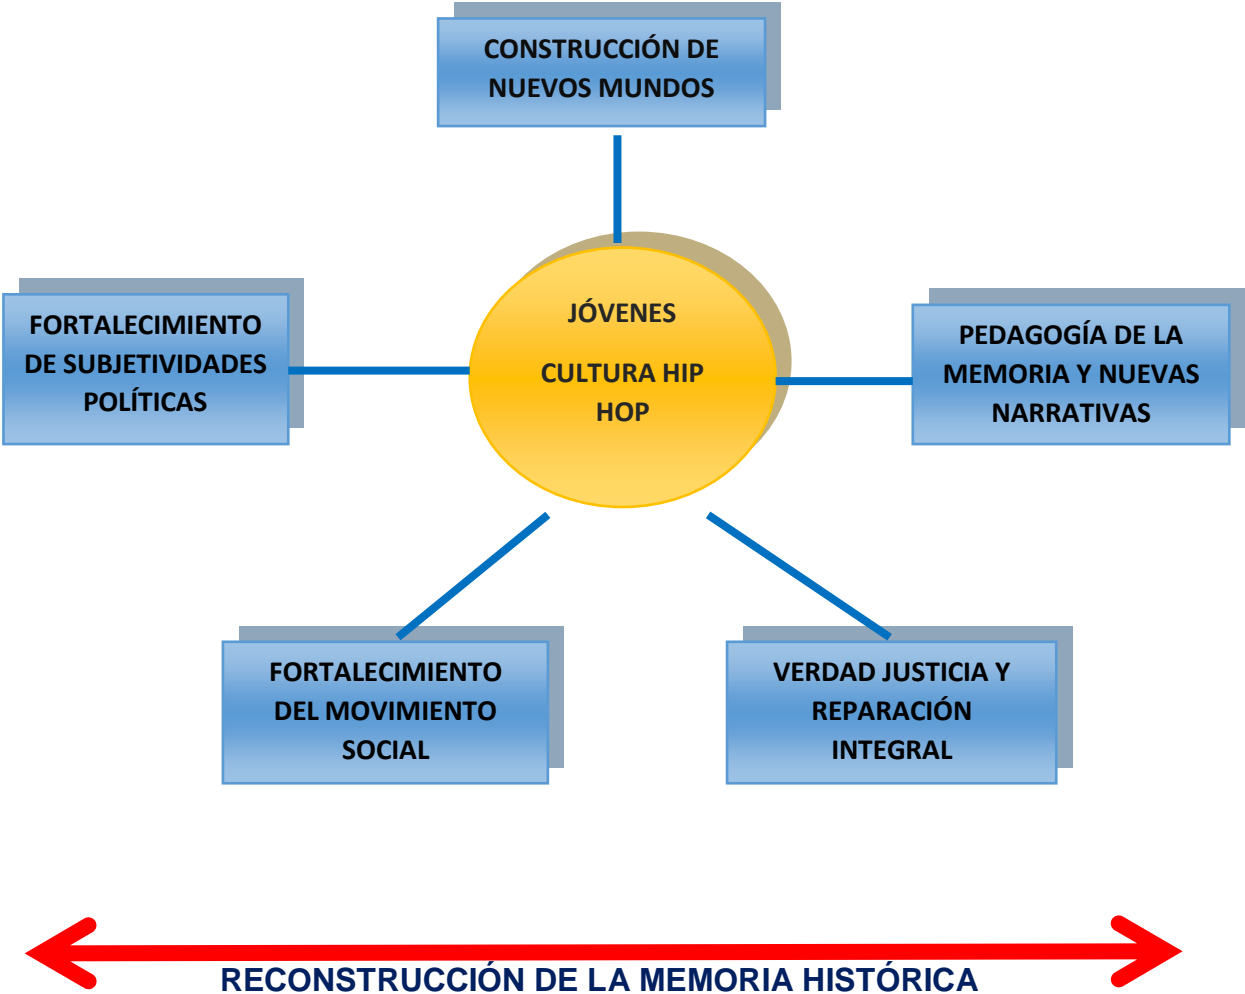 CONSTRUCCIÓN DE
NUEVOS MUNDOS
FORTALECIMIENTO
DE SUBJETIVIDADES
POLÍTICAS
JÓVENES
CULTURA HIP
HOP
PEDAGOGÍA DE LA
MEMORIA Y NUEVAS
NARRATIVAS
FORTALECIMIENTO
DEL MOVIMIENTO
SOCIAL
VERDAD JUSTICIA Y
REPARACIÓN
INTEGRAL
RECONSTRUCCIÓN DE LA MEMORIA HISTÓRICA